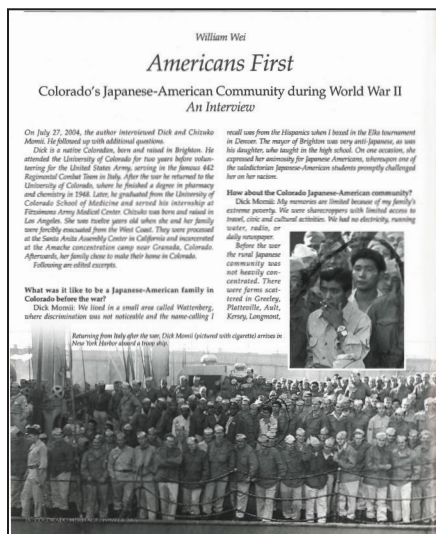 William Wei
Americans First
Colorado's Japanese-American Community during World War II
An Interview
On July 27, 2004, the author interviewed Dick and Chizuko
Momii. He followed up with additional questions.
Dick is a native Coloradan, born and raised in Brighton. He
attended the University of Colorado for two years before volun-
teering for the United States Army, serving in the famous 442
Regimental Combat Team in Italy. After the war he returned to the
University of Colorado, where he finished a degree in pharmacy
and chemistry in 1948. Later, he graduated from the University of
Colorado School of Medicine and served his internship at
Fitzsimons Army Medical Center. Chizuko was born and raised in
Los Angeles. She was twelve years old when she and her family
were forcibly evacuated from the West Coast. They were processed
at the Santa Anita Assembly Center in California and incarcerated
at the Amache concentration camp near Granada, Colorado.
Afterwards, her family chose to make their home in Colorado.
Following are edited excerpts.
What was it like to be a Japanese-American family in
Colorado before the war?
Dick Momii: We lived in a small area called Wattenberg,
where discrimination was not noticeable and the name-calling I
recall was from the Hispanics when I boxed in the Elks tournament
in Denver. The mayor of Brighton was very anti-Japanese, as was
his daughter, who taught in the high school. On one occasion, she
expressed her animosity for Japanese Americans, whereupon one of
the valedictorian Japanese-American students promptly challenged
her on her racism.
How about the Colorado Japanese-American community?
Dick Momii: My memories are limited because of my family's
extreme poverty. We were sharecroppers with limited access to
travel, civic and cultural activities. We had no electricity, running
water, radio, or
daily newspaper.
Before the war
the rural Japanese
community was
not heavily con-
centrated. There
were farms scat-
tered in Greeley,
Platteville, Ault,
Kersey, Longmont,
Returning from Italy after the war, Dick Momii (pictured with cigarette) arrives in
New York Harbor aboard a troop ship.